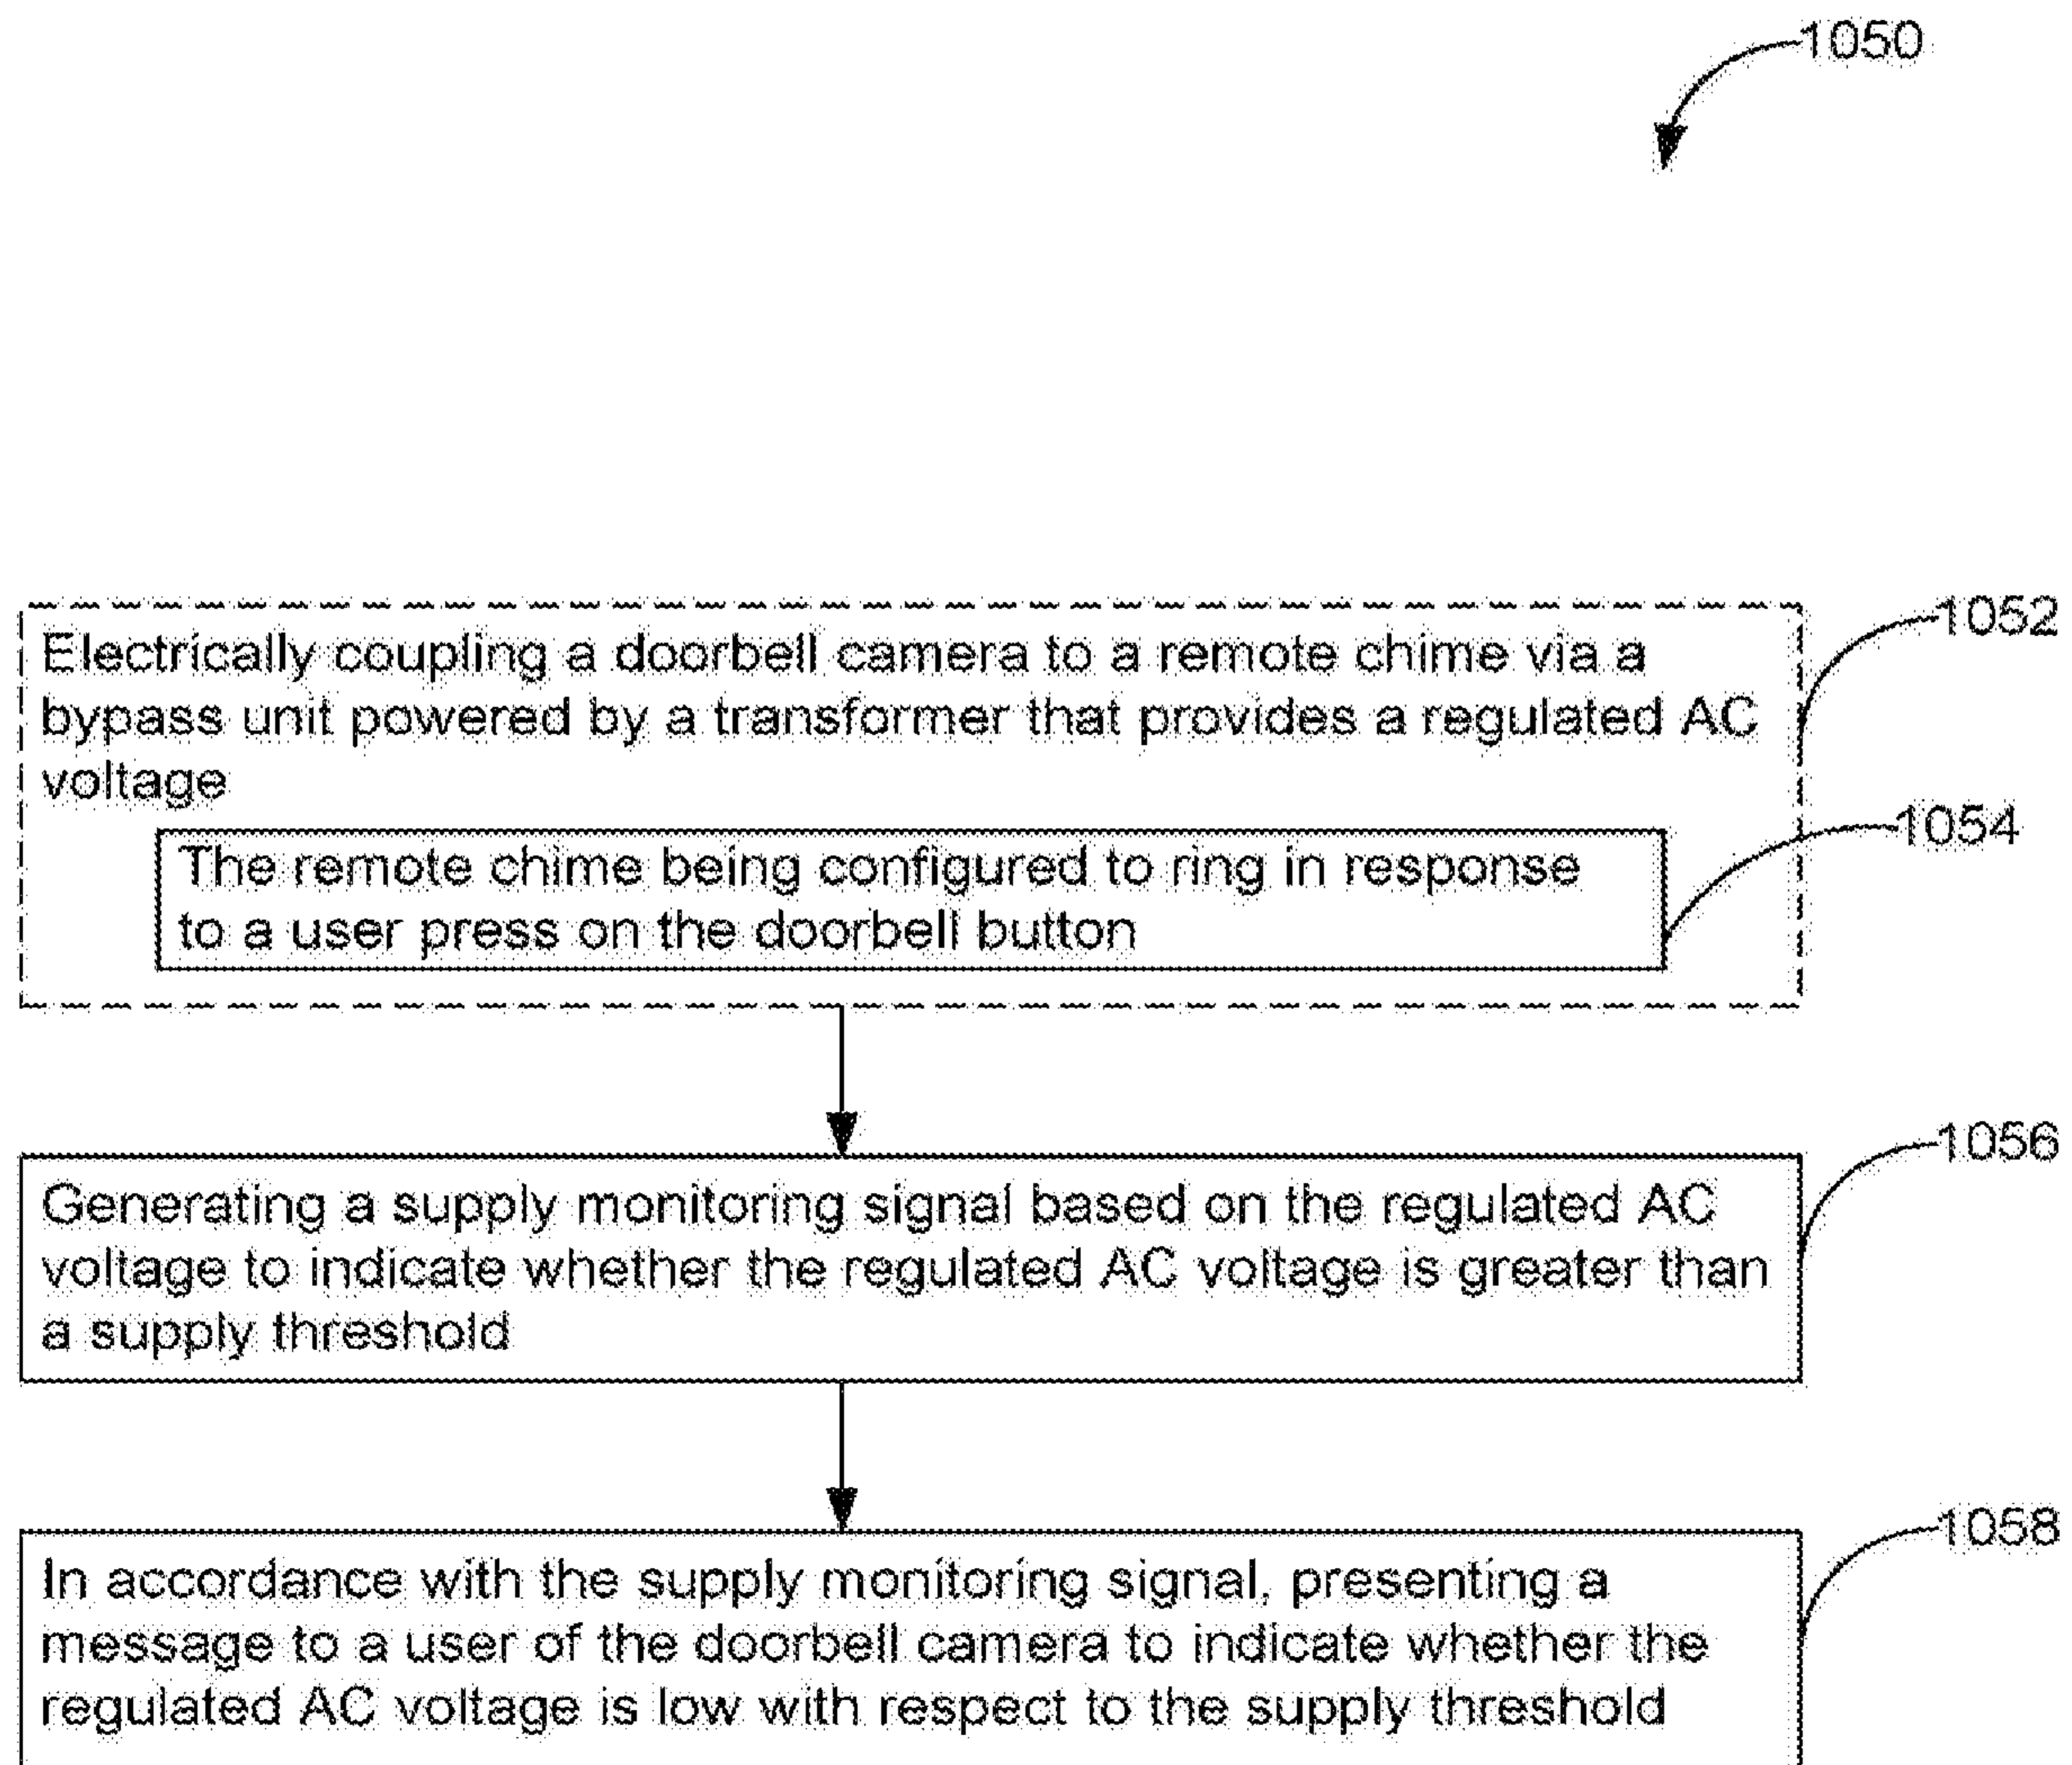 1050
Electrically coupling a doorbell camera to a remote chime via a
bypass unit powered by a transformer that provides a regulated AC
voltage
1052
The remote chime being configured to ring in response
to a user press on the doorbell button
1054
Generating a supply monitoring signal based on the regulated AC
voltage to indicate whether the regulated AC voltage is greater than
a supply threshold
1056
In accordance with the supply monitoring signal, presenting a
message to a user of the doorbell camera to indicate whether the
regulated AC voltage is low with respect to the supply threshold
1058